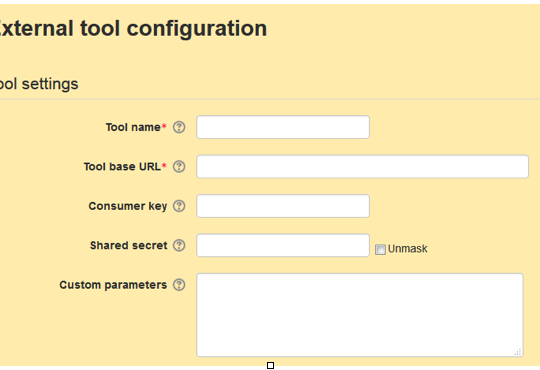 xternal tool configuration
ool settings
Tool name*
Tool base URL*
Consumer key
Shared secret
Unmask
Custom parameters